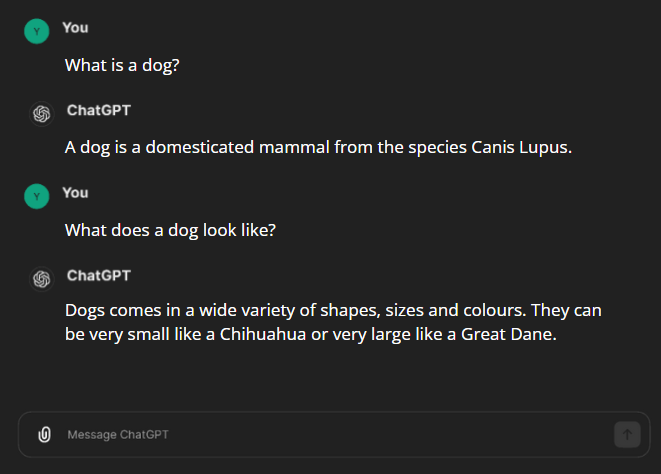 Y
You
What is a dog?
ChatGPT
A dog is a domesticated mammal from the species Canis Lupus.
Y
You
What does a dog look like?
ChatGPT
Dogs comes in a wide variety of shapes, sizes and colours. They can
be very small like a Chihuahua or very large like a Great Dane.
Message ChatGPT